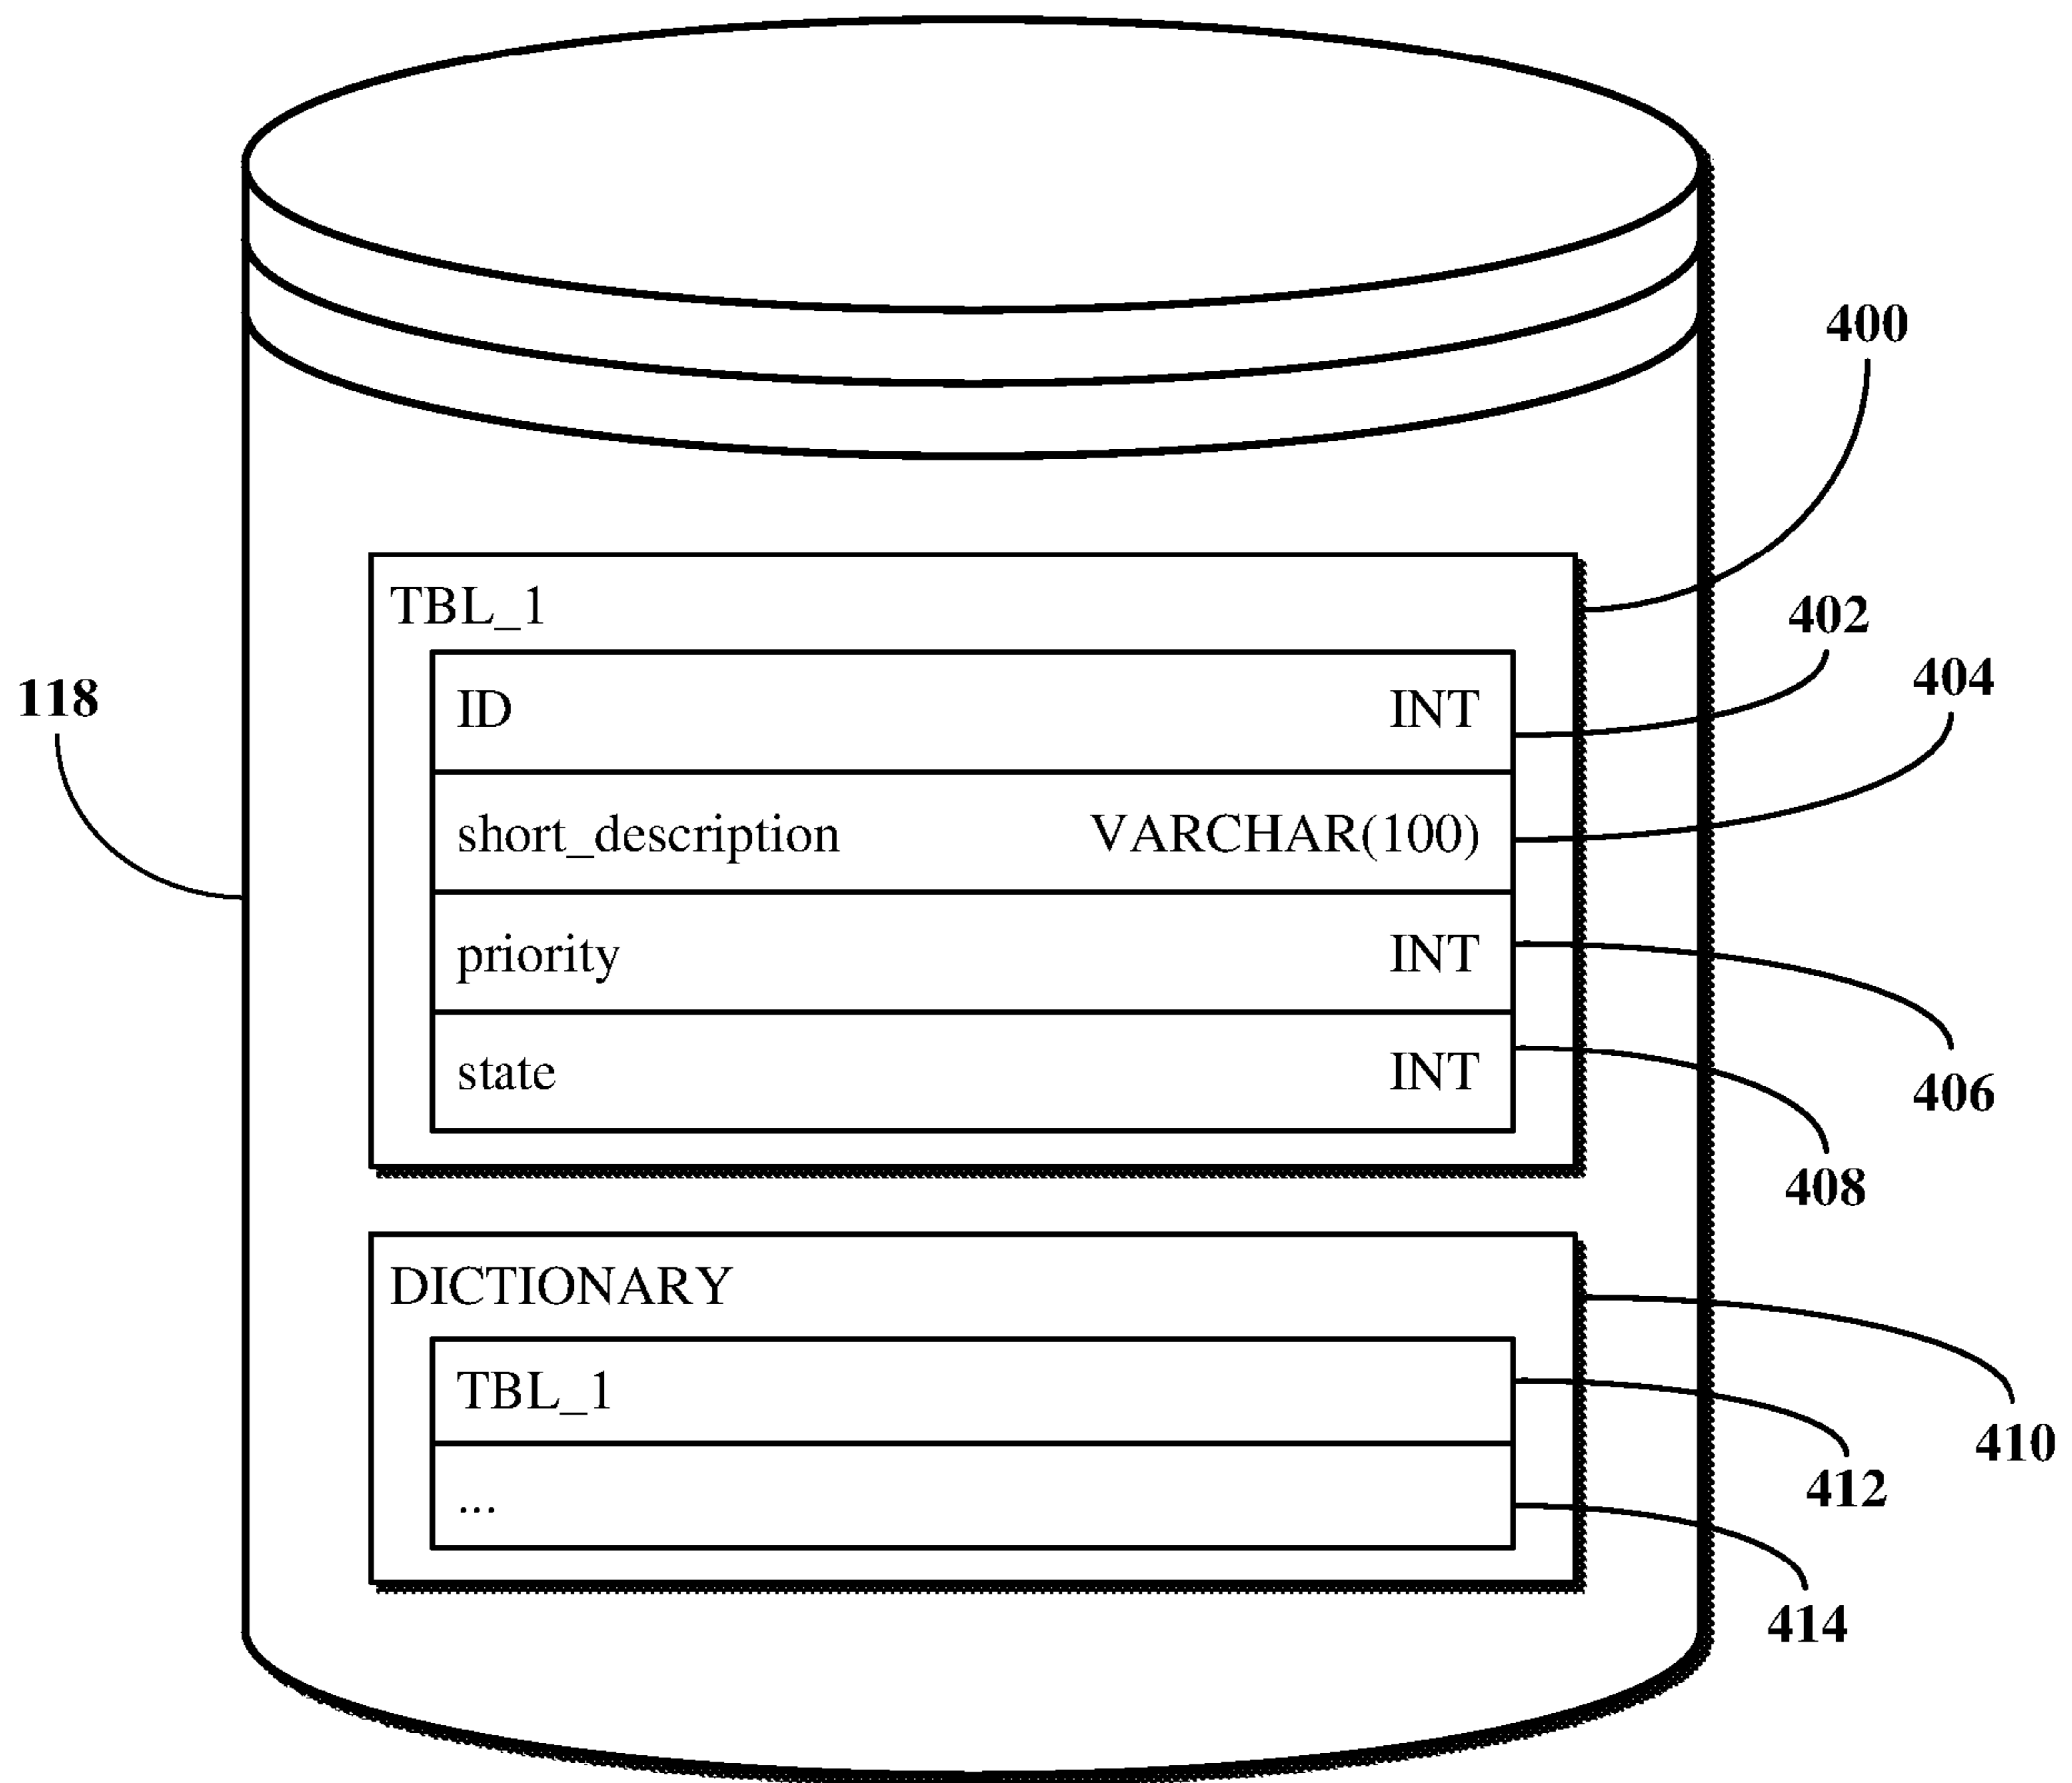 400
TBL_1
402
ID INT
404
118
short_description VARCHAR(100)
priority INT
406
state INT
408
DICTIONARY
TBL_1
410
412
...
414